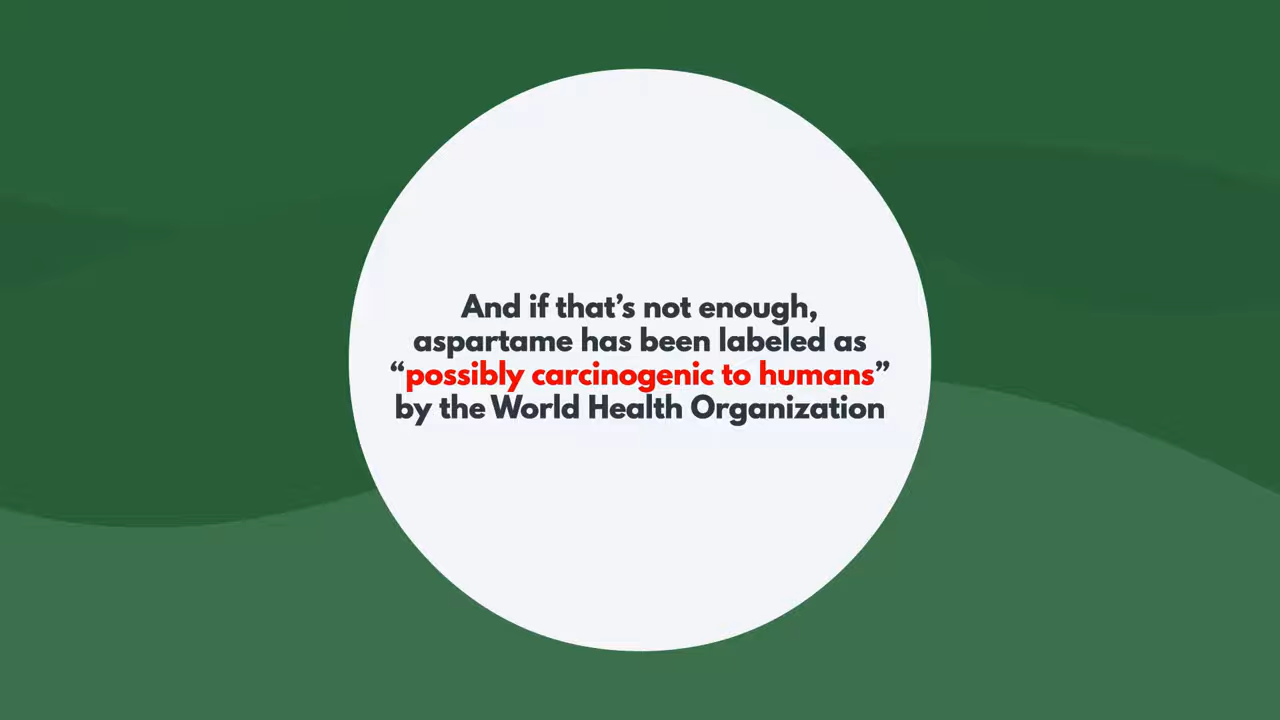 And if that’s not enough,
aspartame has been labeled as
“possibly carcinogenic to humans”
by the World Health Organization